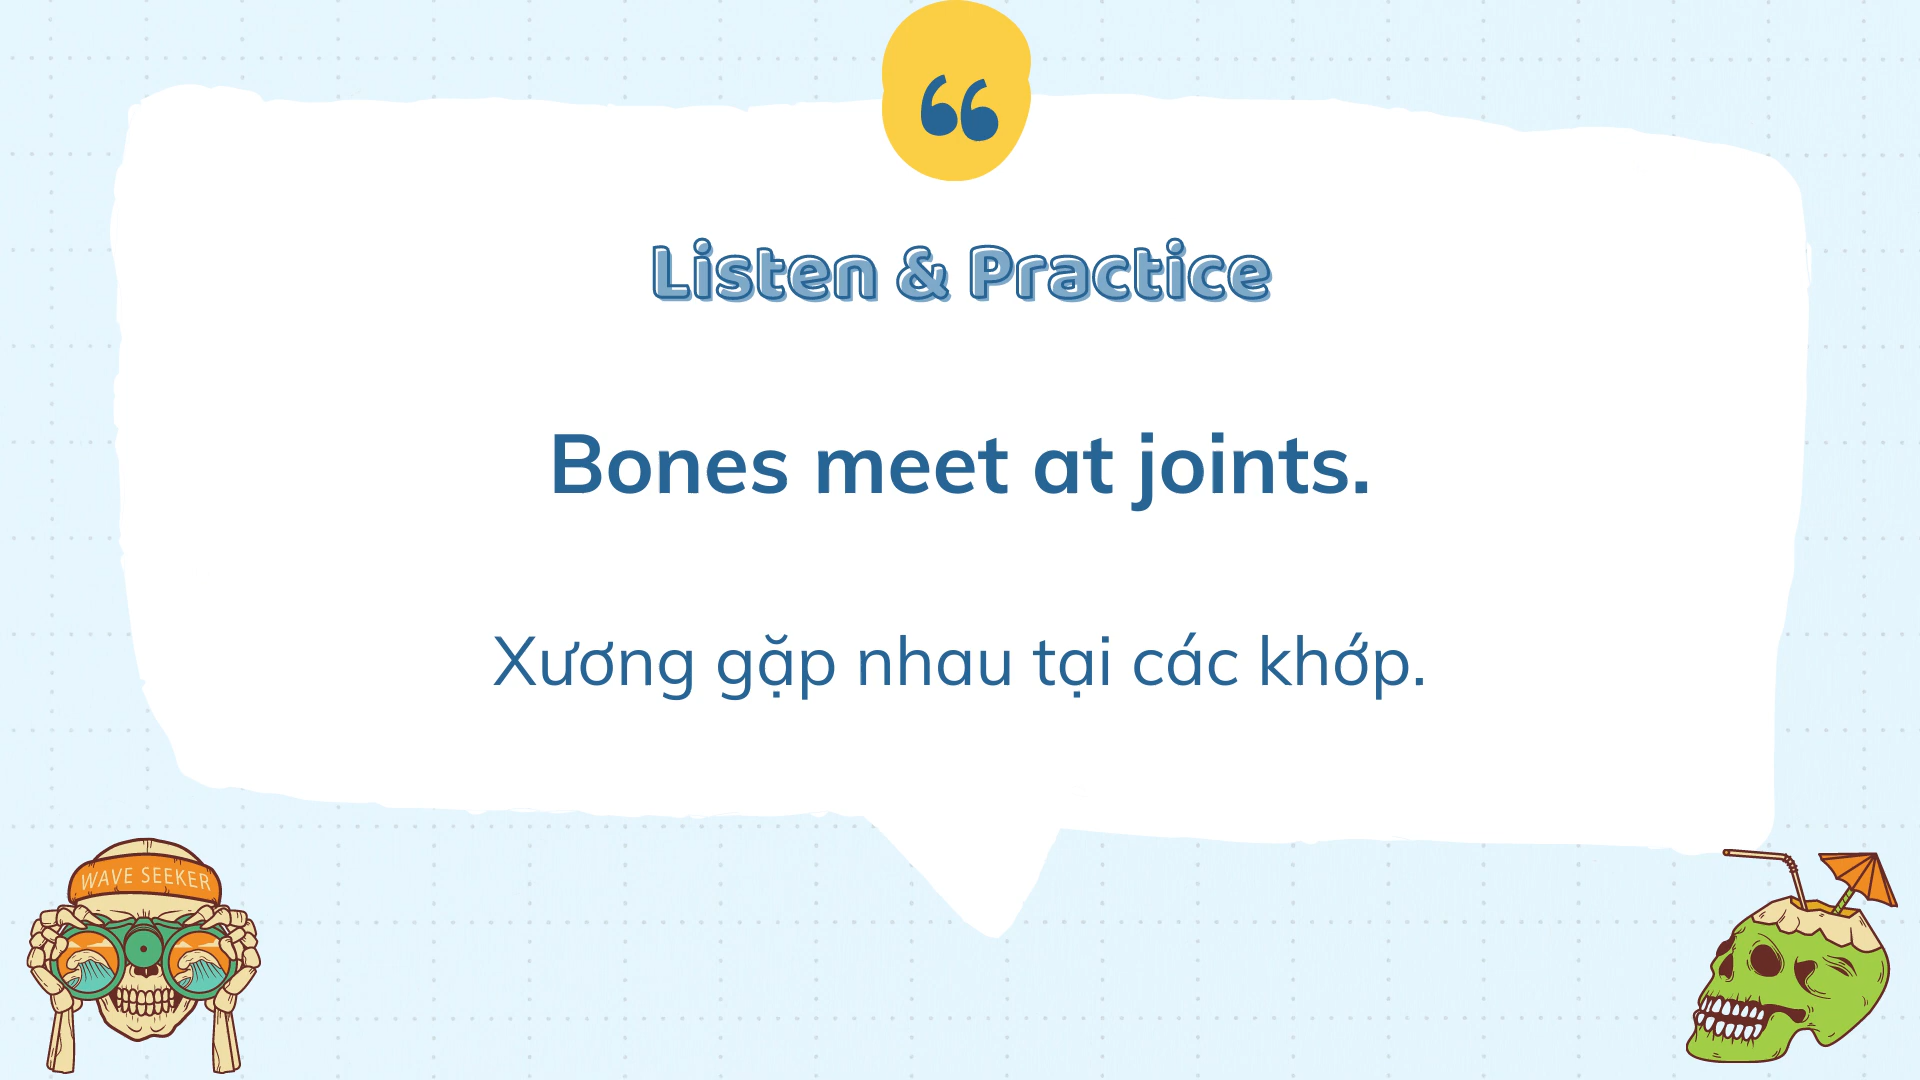 Listen & Practice
Bones meet at joints.
Xương gặp nhau tại các khớp.
WAVE SEEKER